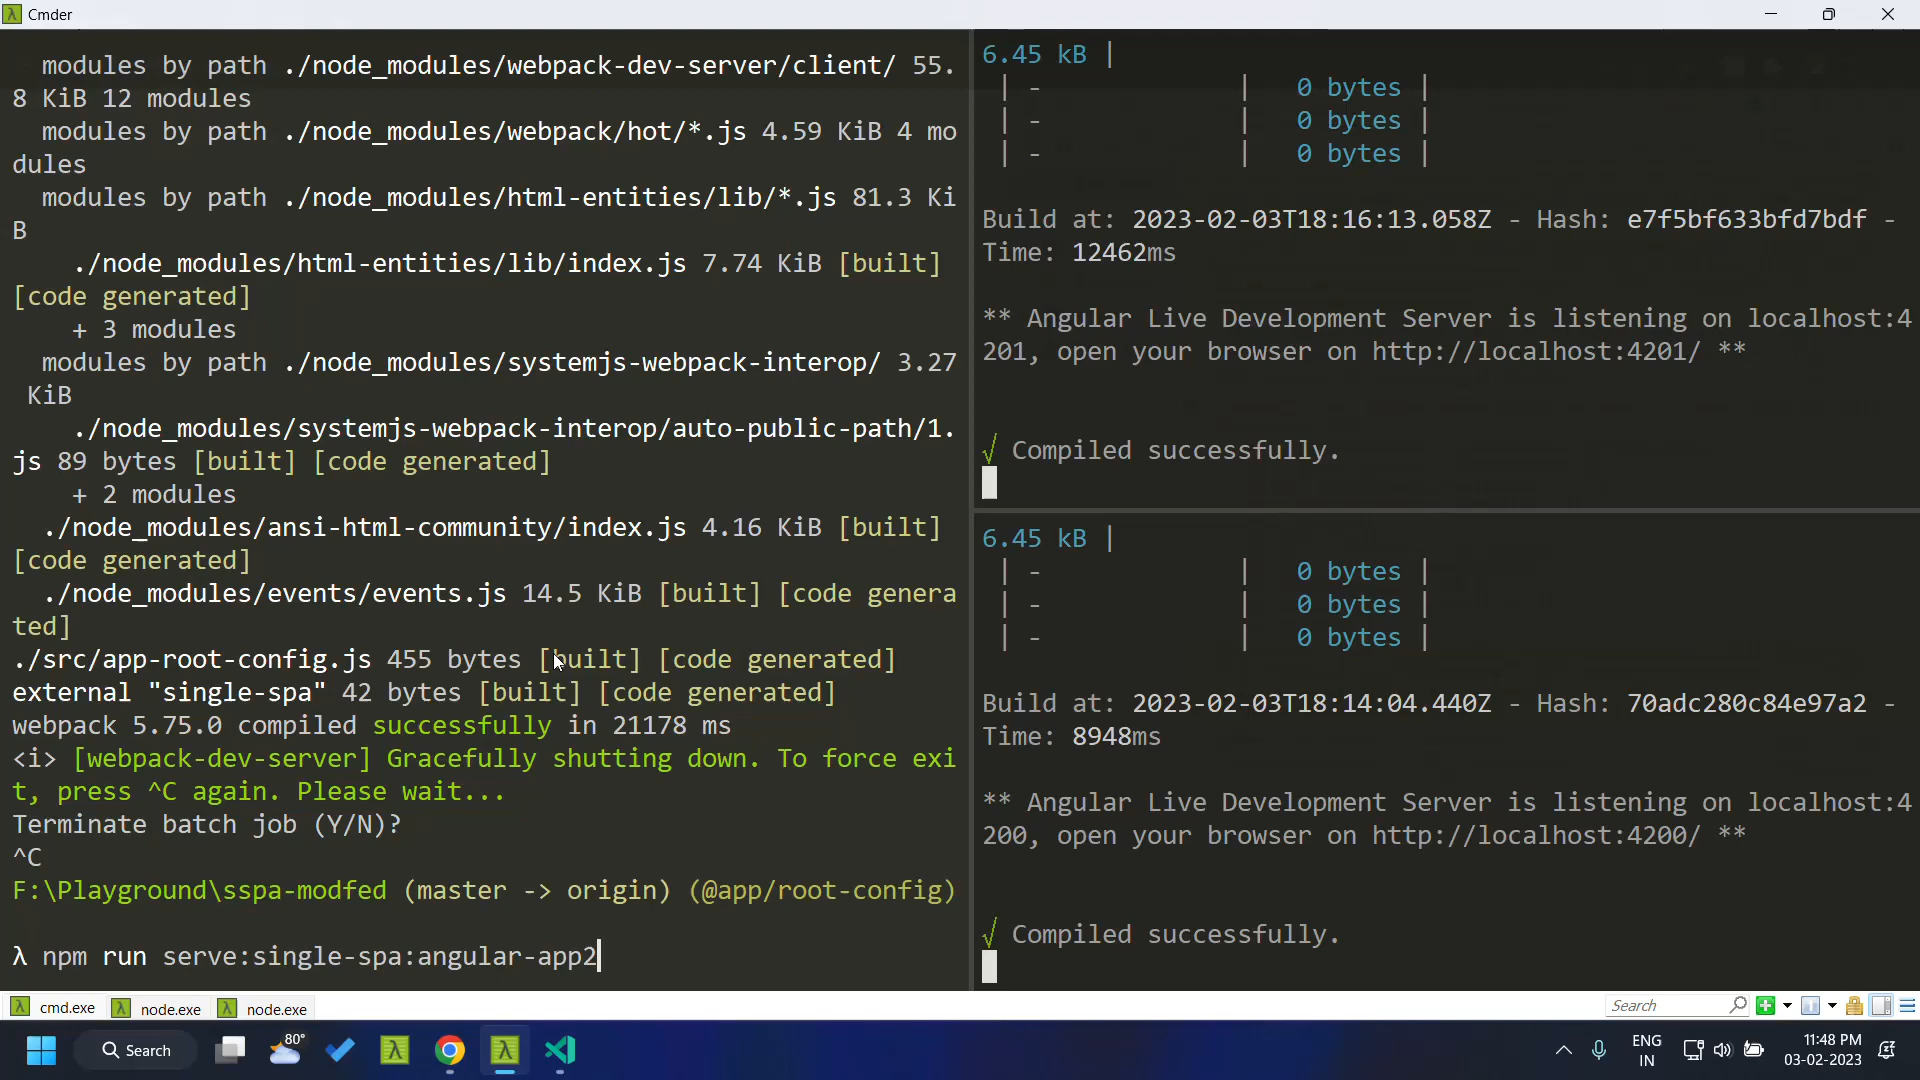 Cmder
modules by path ./node_modules/webpack-dev-server/client/ 55.
8 KiB 12 modules
modules by path ./node_modules/webpack/hot/*.js 4.59 KiB 4 mo
dules
modules by path ./node_modules/html-entities/lib/*.js 81.3 Ki
B
./node_modules/html-entities/lib/index.js 7.74 KiB [built]
[code generated]
+ 3 modules
modules by path ./node_modules/systemjs-webpack-interop/ 3.27
KiB
./node_modules/systemjs-webpack-interop/auto-public-path/1.
js 89 bytes [built] [code generated]
+ 2 modules
./node_modules/ansi-html-community/index.js 4.16 KiB [built]
[code generated]
./node_modules/events/events.js 14.5 KiB [built] [code genera
ted]
./src/app-root-config.js 455 bytes [built] [code generated]
external "single-spa" 42 bytes [built] [code generated]
webpack 5.75.0 compiled successfully in 21178 ms
<i> [webpack-dev-server] Gracefully shutting down. To force exi
t, press ^C again. Please wait...
Terminate batch job (Y/N)?
^C
F:\Playground\sspa-modfed (master -> origin) (@app/root-config)
λ npm run serve:single-spa:angular-app2
6.45 kB |
| - | 0 bytes |
| - | 0 bytes |
| - | 0 bytes |
Build at: 2023-02-03T18:16:13.058Z - Hash: e7f5bf633bfd7bdf -
Time: 12462ms
** Angular Live Development Server is listening on localhost:4
201, open your browser on http://localhost:4201/ **
√ Compiled successfully.
6.45 kB |
| - | 0 bytes |
| - | 0 bytes |
| - | 0 bytes |
Build at: 2023-02-03T18:14:04.440Z - Hash: 70adc280c84e97a2 -
Time: 8948ms
** Angular Live Development Server is listening on localhost:4
200, open your browser on http://localhost:4200/ **
√ Compiled successfully.
λ cmd.exe λ node.exe λ node.exe Search
Search 80° λ λ ENG
IN
11:48 PM
03-02-2023